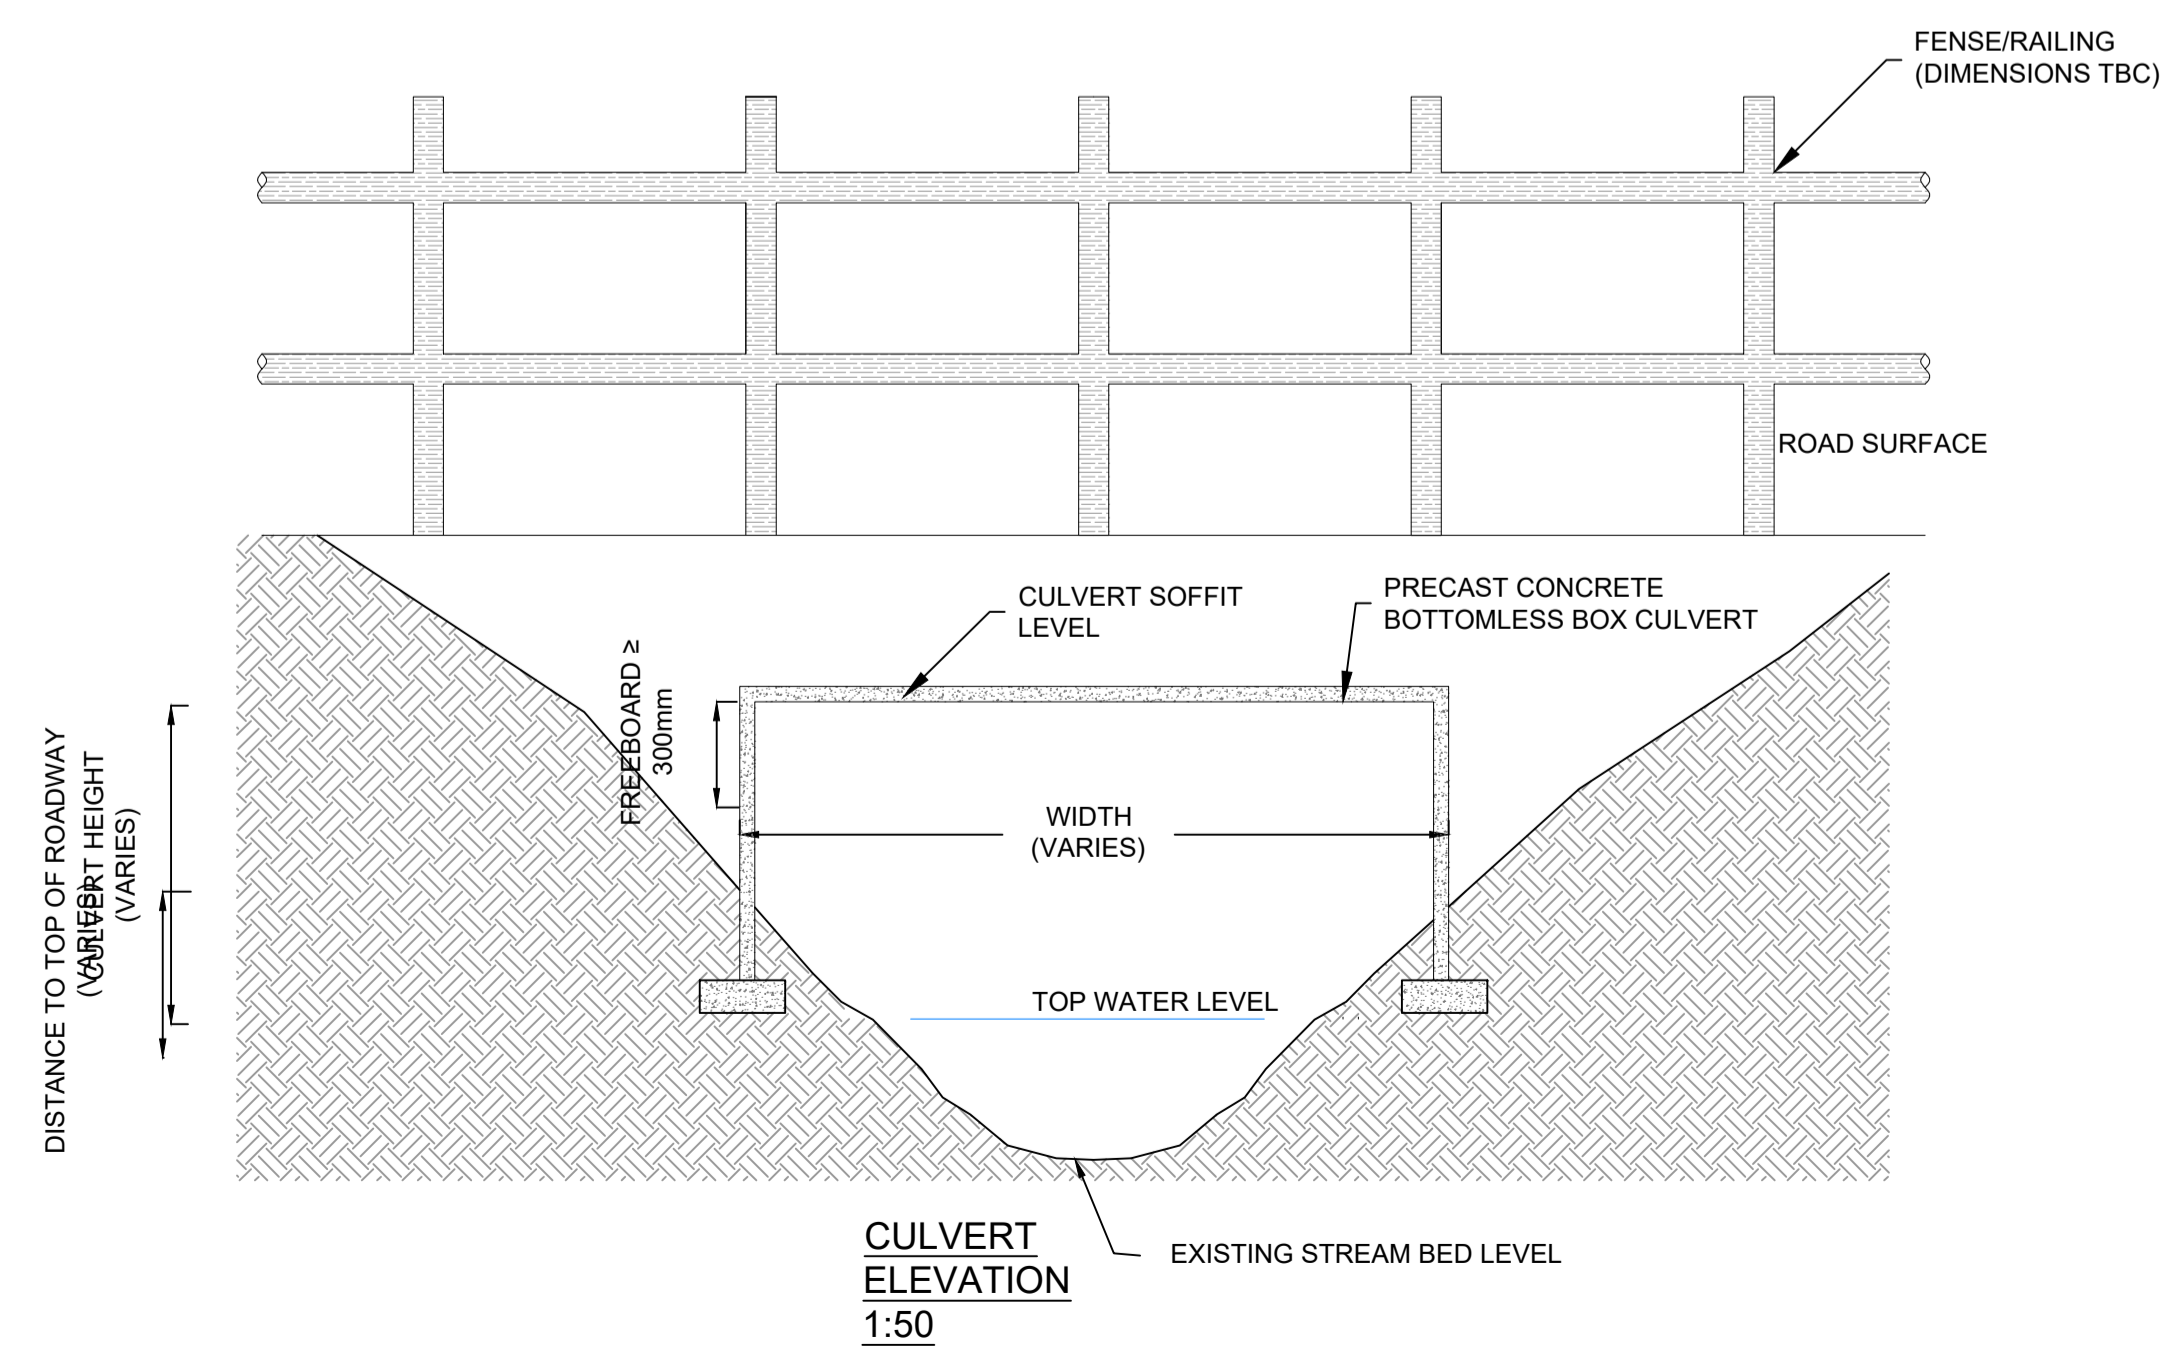 FENSE/RAILING
(DIMENSIONS TBC)
ROAD SURFACE
CULVERT SOFFIT
LEVEL
PRECAST CONCRETE
BOTTOMLESS BOX CULVERT
FREEBOARD ≥
300mm
WIDTH
(VARIES)
DISTANCE TO TOP OF ROADWAY
(VARIES)
CULVERT HEIGHT
(VARIES)
TOP WATER LEVEL
EXISTING STREAM BED LEVEL
CULVERT
ELEVATION
1:50